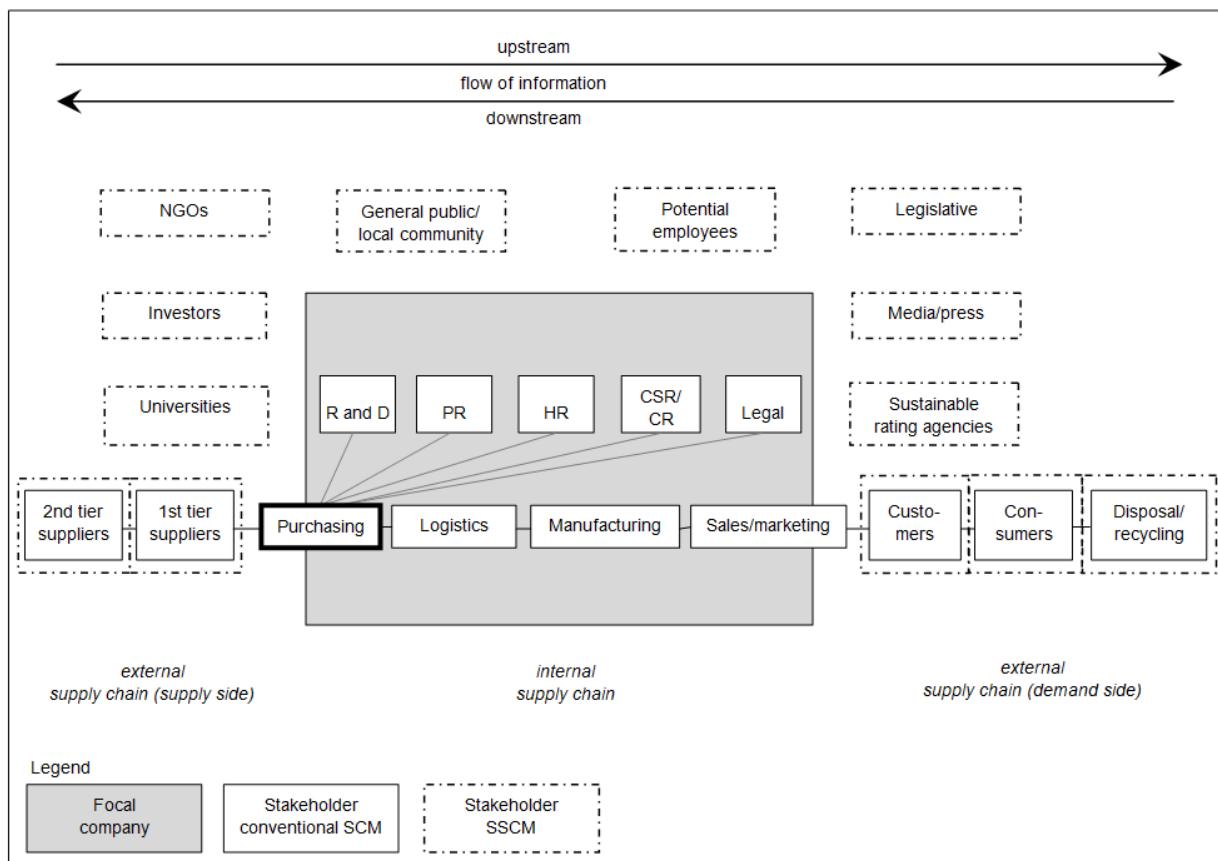 upstream
flow of information
downstream
NGOs
General public/
local community
Potential
employees
Legislative
Investors
Media/press
Universities
R and D
PR
HR
CSR/
CR
Legal
Sustainable
rating agencies
2nd tier
suppliers
1st tier
suppliers
Purchasing
Logistics
Manufacturing
Sales/marketing
Custo-
mers
Con-
sumers
Disposal/
recycling
external
supply chain (supply side)
internal
supply chain
external
supply chain (demand side)
Legend
Focal
company
Stakeholder
conventional SCM
Stakeholder
SSCM